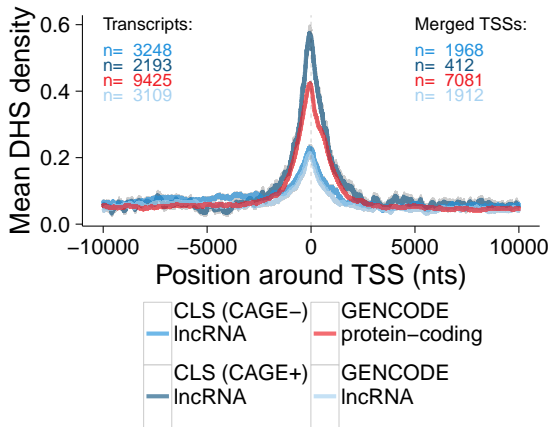 Transcripts:
n= 3248
n= 2193
n= 9425
n= 3109
Merged TSSs:
n= 1968
n= 412
n= 7081
n= 1912
Mean DHS density
0.6
0.4
0.2
0.0
−10000
−5000
0
5000
10000
Position around TSS (nts)
CLS (CAGE−)
lncRNA
GENCODE
protein−coding
CLS (CAGE+)
lncRNA
GENCODE
lncRNA